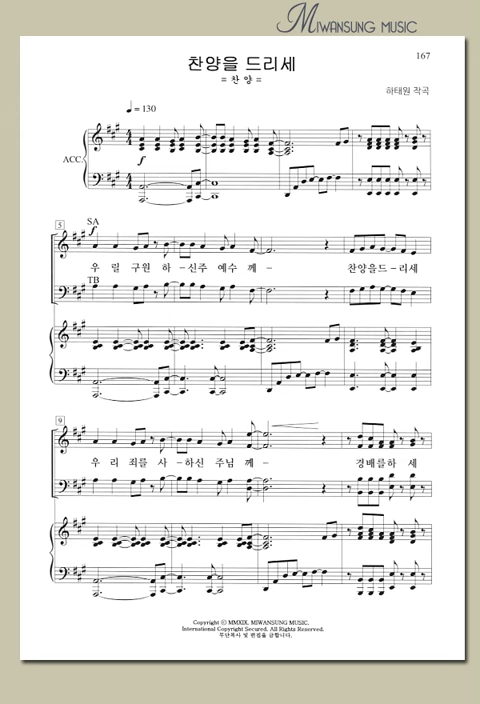 MIWANSUNG MUSIC
167
찬양을 드리세
= 찬 양 =
하태원 작곡
♩ = 130
ACC.
f
5
SA
f
우 릴 구원 하 - 신주 예수 께 - 찬양을드 - 리세
TB
9
우 리 죄를 사 - 하신 주님 께 - 경배를하 세
Copyright ⓒ MMXIX. MIWANSUNG MUSIC.
International Copyright Secured. All Rights Reserved.
무단복사 및 편집을 금합니다.